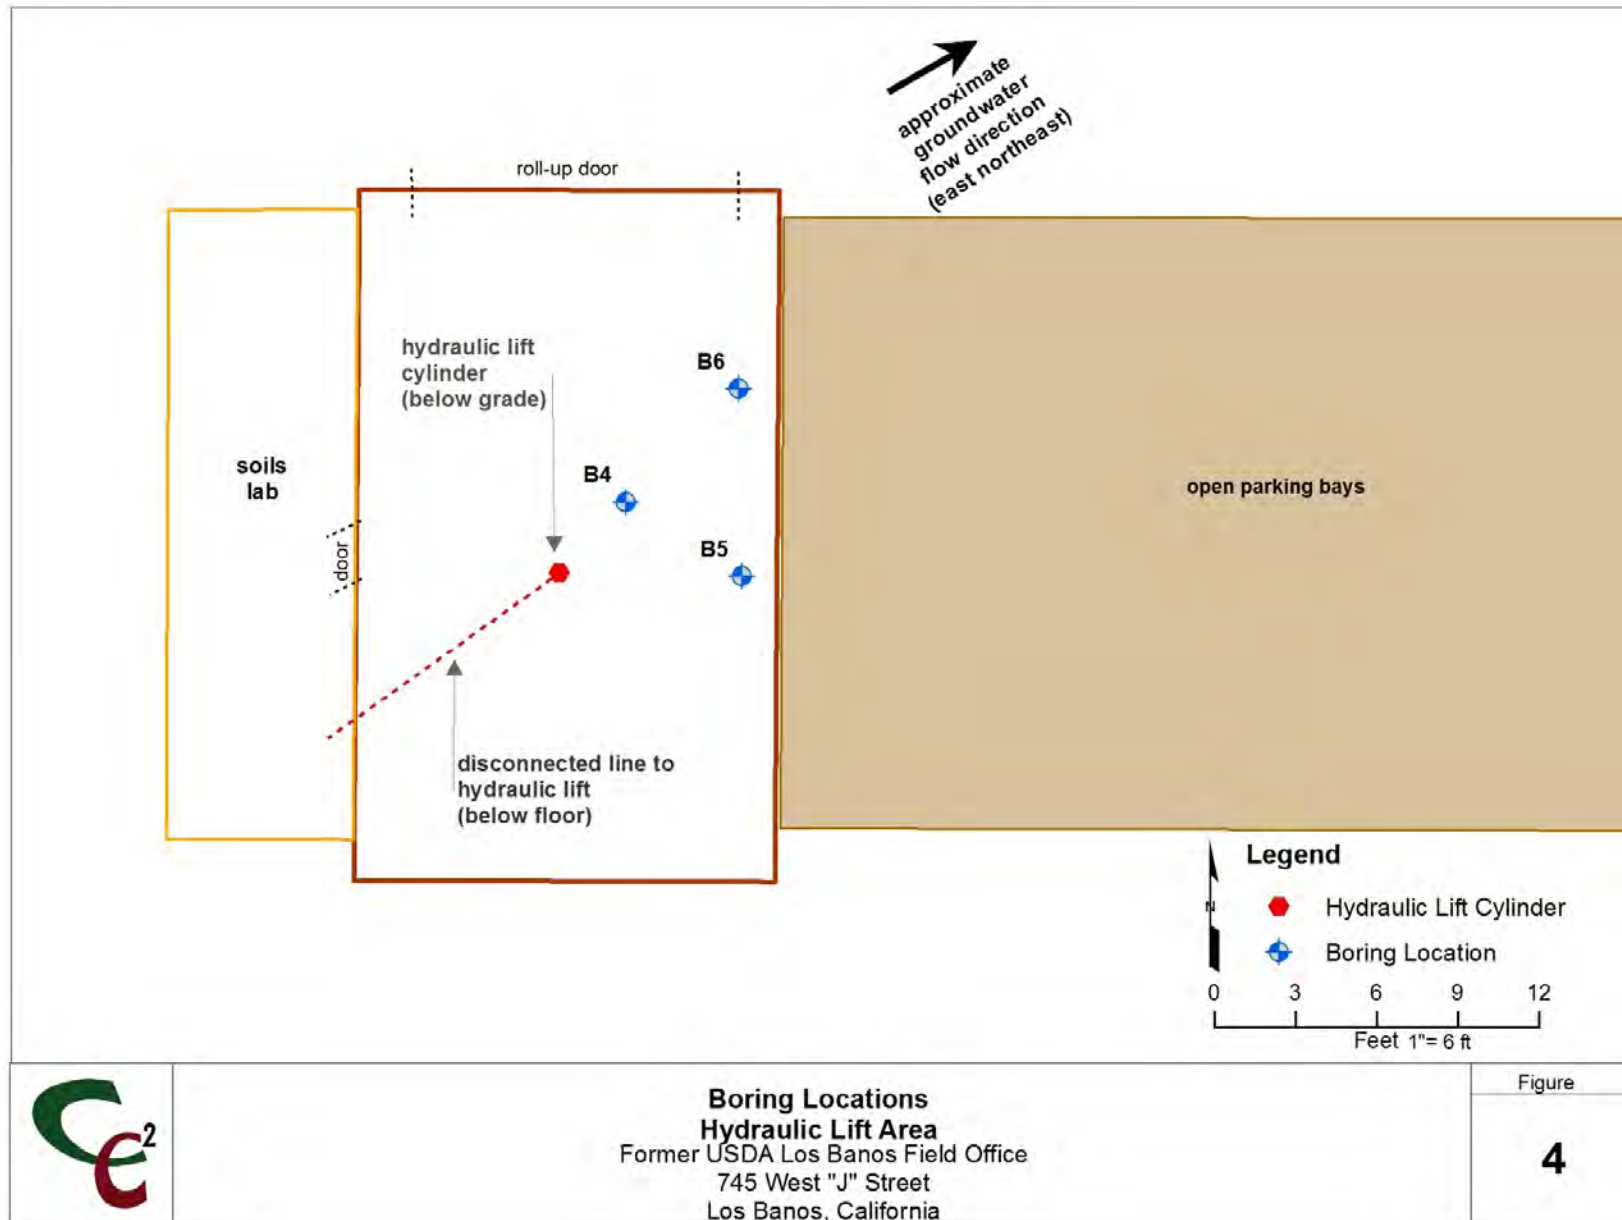 approximate
groundwater
flow direction
(east northeast)
roll-up door
hydraulic lift
cylinder
(below grade)
B6
soils
lab
B4
open parking bays
door
B5
disconnected line to
hydraulic lift
(below floor)
Legend
N
Hydraulic Lift Cylinder
Boring Location
0 3 6 9 12
Feet 1"= 6 ft
CC2
Boring Locations
Hydraulic Lift Area
Former USDA Los Banos Field Office
745 West "J" Street
Los Banos, California
Figure
4